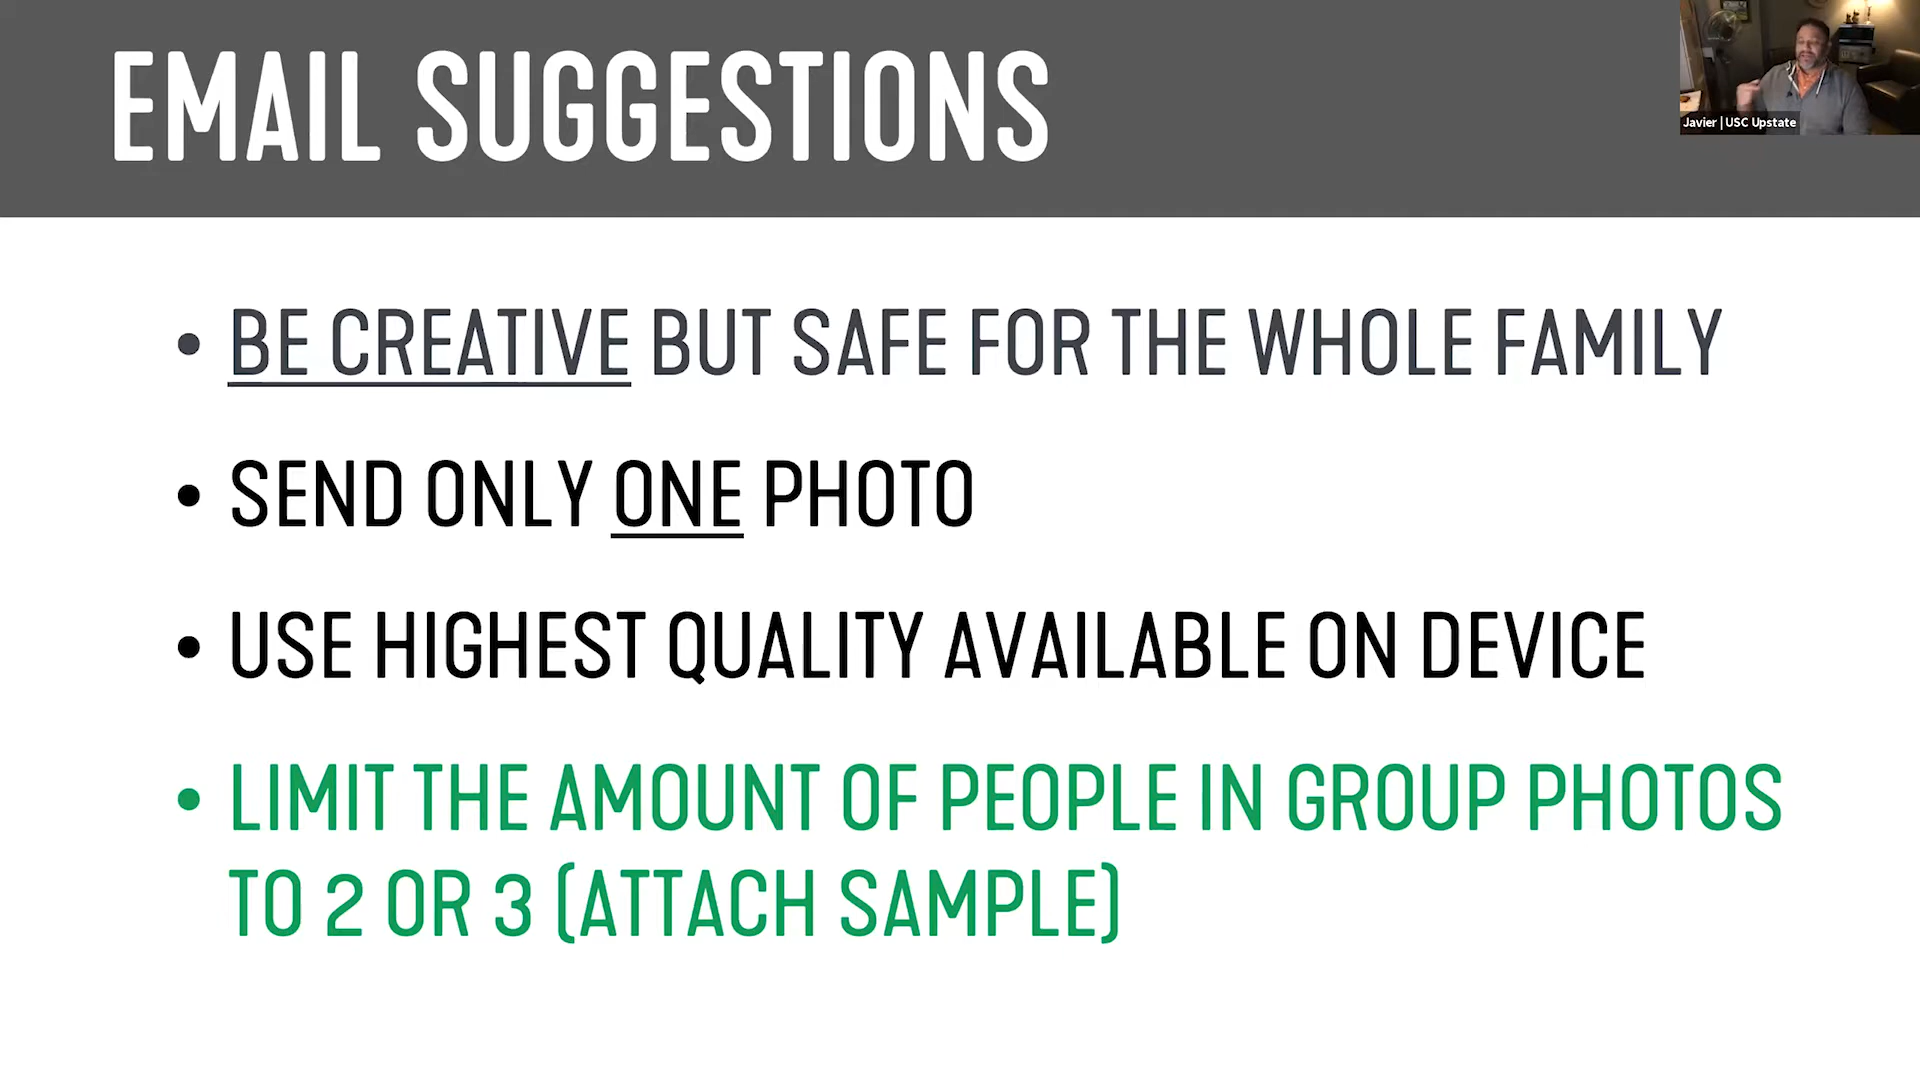 EMAIL SUGGESTIONS
Javier | USC Upstate
• BE CREATIVE BUT SAFE FOR THE WHOLE FAMILY
• SEND ONLY ONE PHOTO
• USE HIGHEST QUALITY AVAILABLE ON DEVICE
• LIMIT THE AMOUNT OF PEOPLE IN GROUP PHOTOS
TO 2 OR 3 (ATTACH SAMPLE)